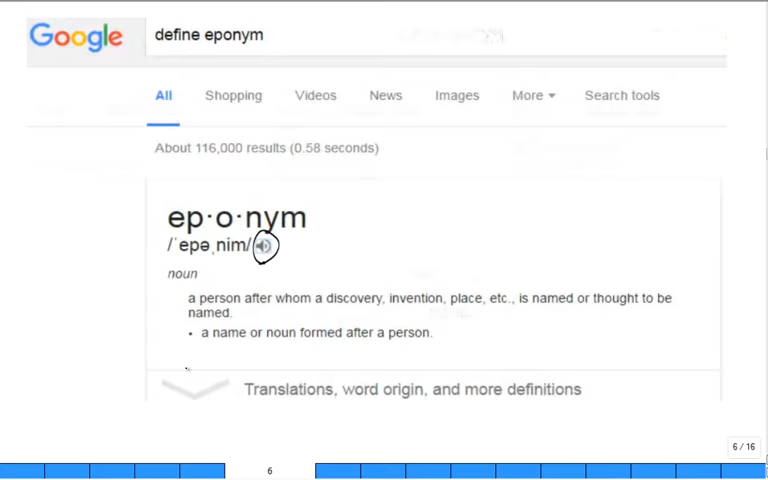 Google define eponym
All Shopping Videos News Images More Search tools
About 116,000 results (0.58 seconds)
ep·o·nym
/ˈepəˌnim/
noun
a person after whom a discovery, invention, place, etc., is named or thought to be
named.
• a name or noun formed after a person.
Translations, word origin, and more definitions
6 / 16
6